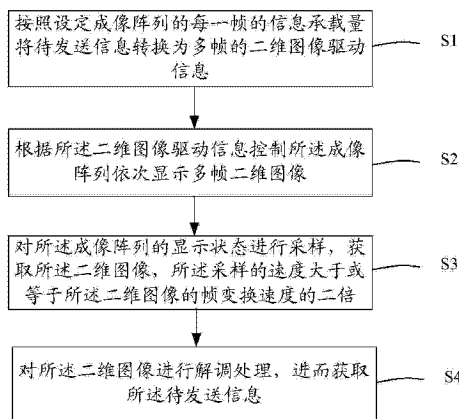 按照设定成像阵列的每一帧的信息承载量
将待发送信息转换为多帧的二维图像驱动
信息
S1
根据所述二维图像驱动信息控制所述成像
阵列依次显示多帧二维图像
S2
对所述成像阵列的显示状态进行采样，获
取所述二维图像，所述采样的速度大于或
等于所述二维图像的帧变换速度的二倍
S3
对所述二维图像进行解调处理，进而获取
所述待发送信息
S4